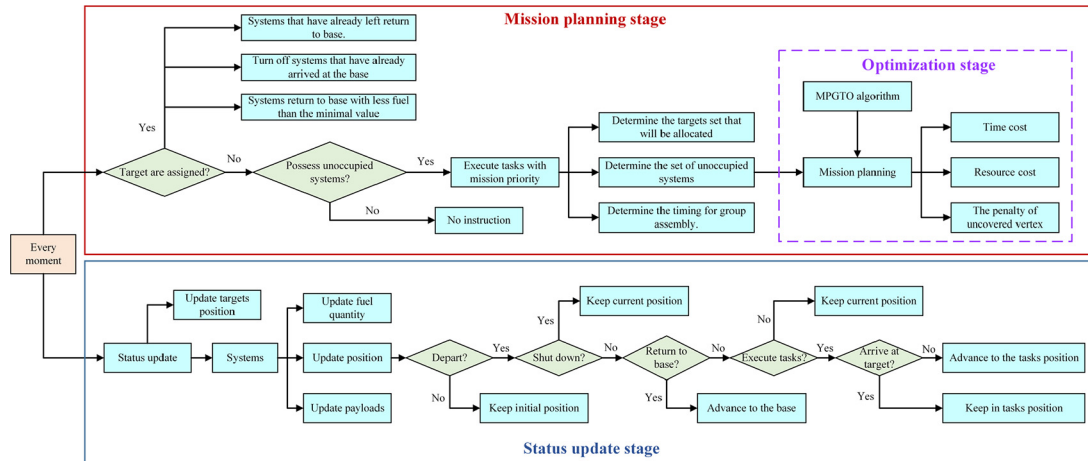 Mission planning stage
Systems that have already left return
to base.
Turn off systems that have already
arrived at the base
Systems return to base with less fuel
than the minimal value
Yes
Target are assigned?
No
Possess unoccupied
systems?
Yes
No
No instruction
Execute tasks with
mission priority
Determine the targets set that
will be allocated
Determine the set of unoccupied
systems
Determine the timing for group
assembly.
Optimization stage
MPGTO algorithm
Mission planning
Time cost
Resource cost
The penalty of
uncovered vertex
Every
moment
Update targets
position
Status update
Systems
Update fuel
quantity
Update position
Update payloads
Depart?
No
Keep initial position
Yes
Shut down?
Yes
Keep current position
No
Return to
base?
Yes
Advance to the base
No
Execute tasks?
No
Keep current position
Yes
Arrive at
target?
No
Advance to the tasks position
Yes
Keep in tasks position
Status update stage